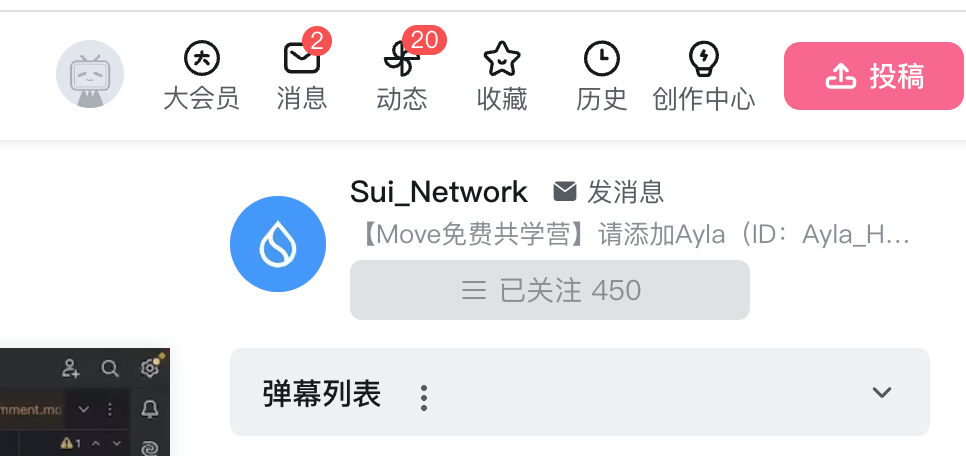 2 20
大会员 消息 动态 收藏 历史 创作中心 投稿
Sui_Network 发消息
【Move免费共学营】请添加Ayla（ID：Ayla_H...
已关注 450
弹幕列表
mment.md
1